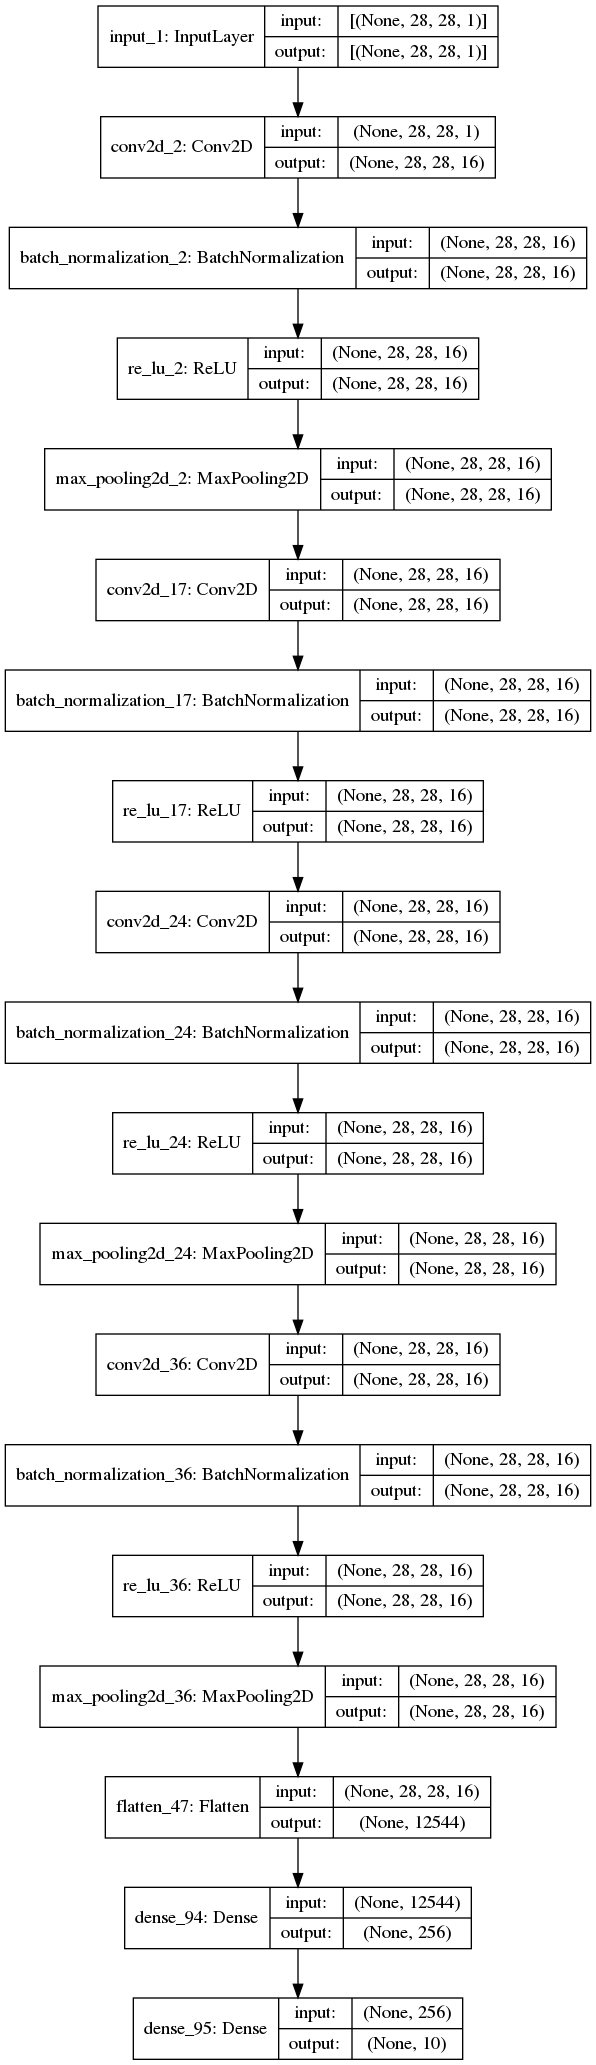 input_1: InputLayer
input: [(None, 28, 28, 1)]
output: [(None, 28, 28, 1)]
conv2d_2: Conv2D
input: (None, 28, 28, 1)
output: (None, 28, 28, 16)
batch_normalization_2: BatchNormalization
input: (None, 28, 28, 16)
output: (None, 28, 28, 16)
re_lu_2: ReLU
input: (None, 28, 28, 16)
output: (None, 28, 28, 16)
max_pooling2d_2: MaxPooling2D
input: (None, 28, 28, 16)
output: (None, 28, 28, 16)
conv2d_17: Conv2D
input: (None, 28, 28, 16)
output: (None, 28, 28, 16)
batch_normalization_17: BatchNormalization
input: (None, 28, 28, 16)
output: (None, 28, 28, 16)
re_lu_17: ReLU
input: (None, 28, 28, 16)
output: (None, 28, 28, 16)
conv2d_24: Conv2D
input: (None, 28, 28, 16)
output: (None, 28, 28, 16)
batch_normalization_24: BatchNormalization
input: (None, 28, 28, 16)
output: (None, 28, 28, 16)
re_lu_24: ReLU
input: (None, 28, 28, 16)
output: (None, 28, 28, 16)
max_pooling2d_24: MaxPooling2D
input: (None, 28, 28, 16)
output: (None, 28, 28, 16)
conv2d_36: Conv2D
input: (None, 28, 28, 16)
output: (None, 28, 28, 16)
batch_normalization_36: BatchNormalization
input: (None, 28, 28, 16)
output: (None, 28, 28, 16)
re_lu_36: ReLU
input: (None, 28, 28, 16)
output: (None, 28, 28, 16)
max_pooling2d_36: MaxPooling2D
input: (None, 28, 28, 16)
output: (None, 28, 28, 16)
flatten_47: Flatten
input: (None, 28, 28, 16)
output: (None, 12544)
dense_94: Dense
input: (None, 12544)
output: (None, 256)
dense_95: Dense
input: (None, 256)
output: (None, 10)